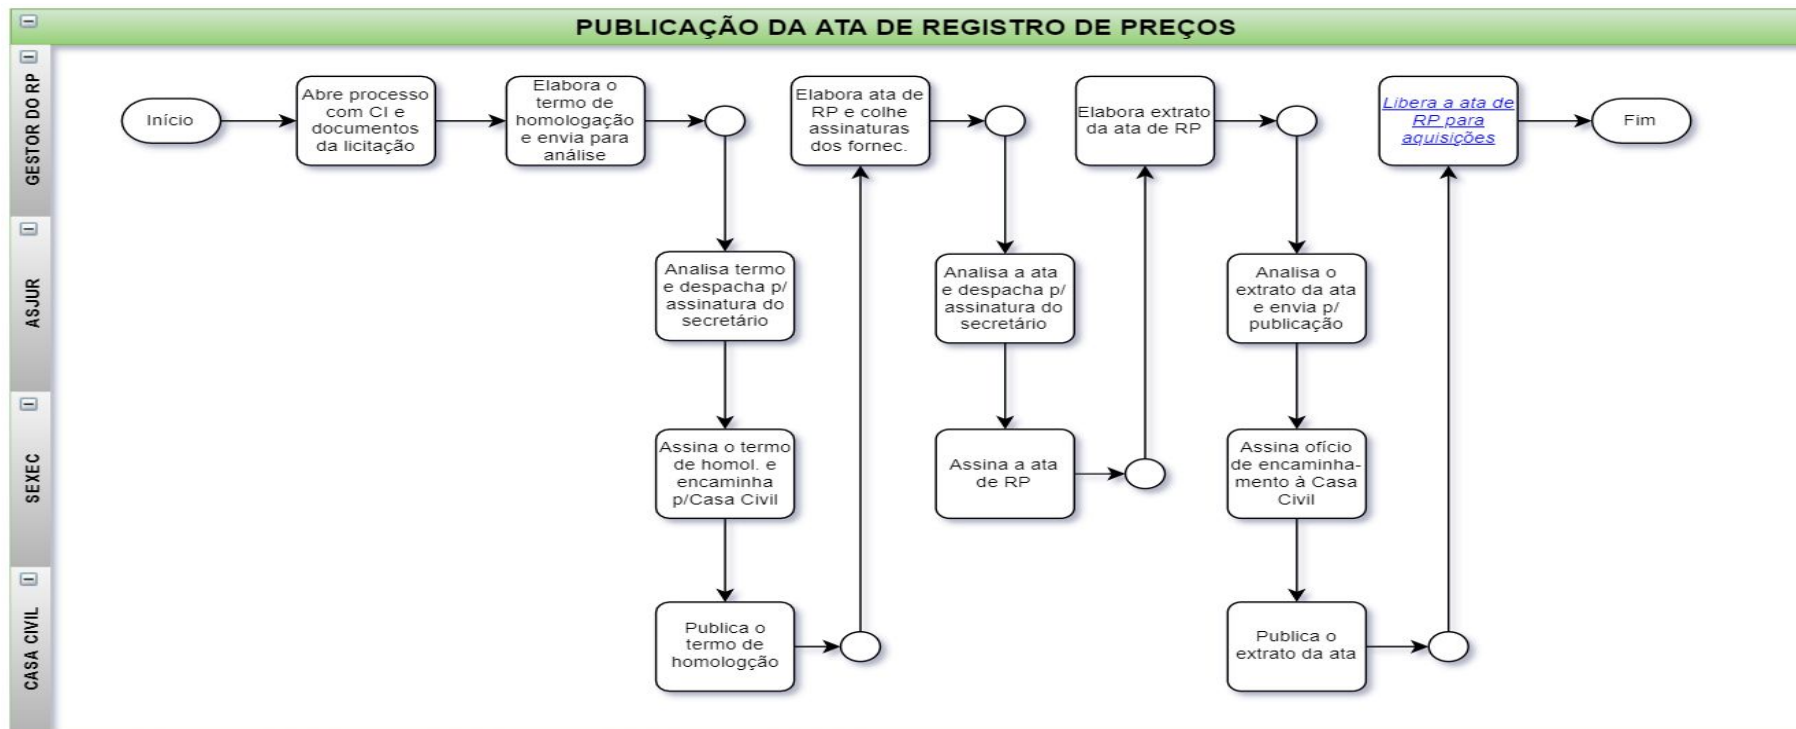 PUBLICAÇÃO DA ATA DE REGISTRO DE PREÇOS
GESTOR DO RP
Início
Abre processo
com CI e
documentos
da licitação
Elabora o
termo de
homologação
e envia para
análise
Elabora ata de
RP e colhe
assinaturas
dos fornec.
Elabora extrato
da ata de RP
Libera a ata de
RP para
aquisições
Fim
ASJUR
Analisa termo
e despacha p/
assinatura do
secretário
Analisa a ata
e despacha p/
assinatura do
secretário
Analisa o
extrato da ata
e envia p/
publicação
SEXEC
Assina o termo
de homol. e
encaminha
p/Casa Civil
Assina a ata
de RP
Assina ofício
de encaminha-
mento à Casa
Civil
CASA CIVIL
Publica o
termo de
homologção
Publica o
extrato da ata